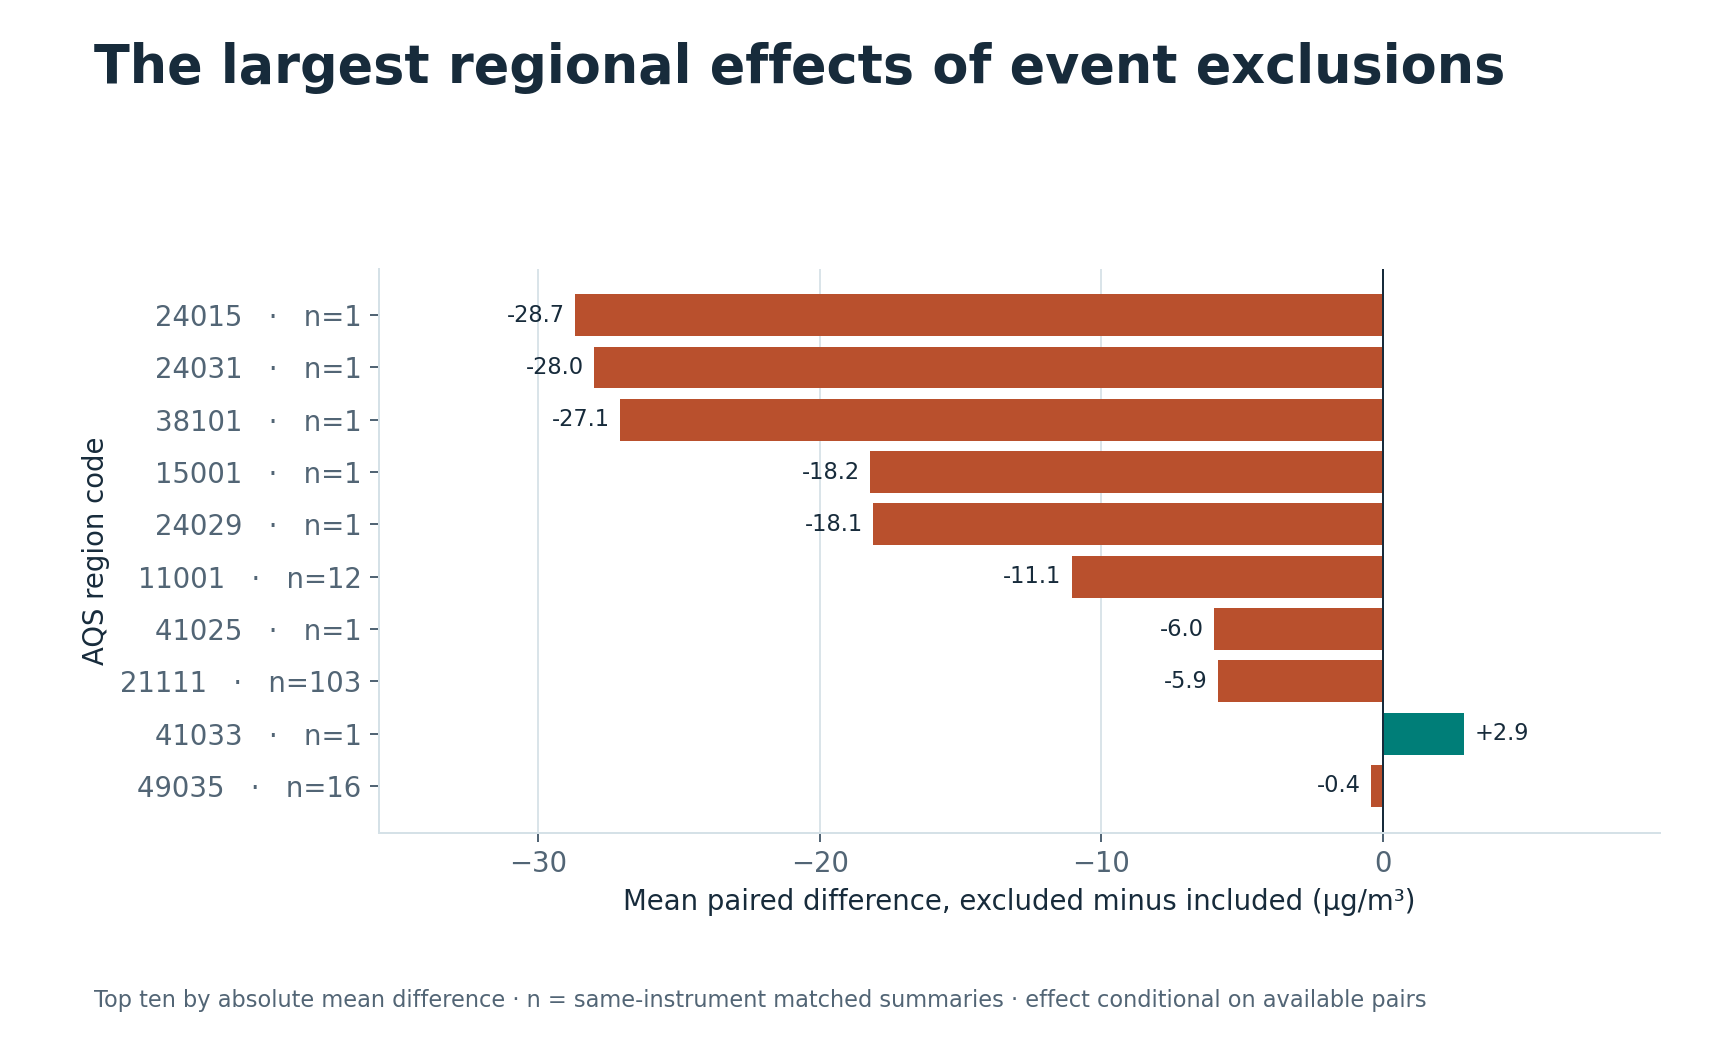 The largest regional effects of event exclusions
AQS region code
24015 · n=1
-28.7
24031 · n=1
-28.0
38101 · n=1
-27.1
15001 · n=1
-18.2
24029 · n=1
-18.1
11001 · n=12
-11.1
41025 · n=1
-6.0
21111 · n=103
-5.9
41033 · n=1
+2.9
49035 · n=16
-0.4
−30 −20 −10 0
Mean paired difference, excluded minus included (µg/m³)
Top ten by absolute mean difference · n = same-instrument matched summaries · effect conditional on available pairs